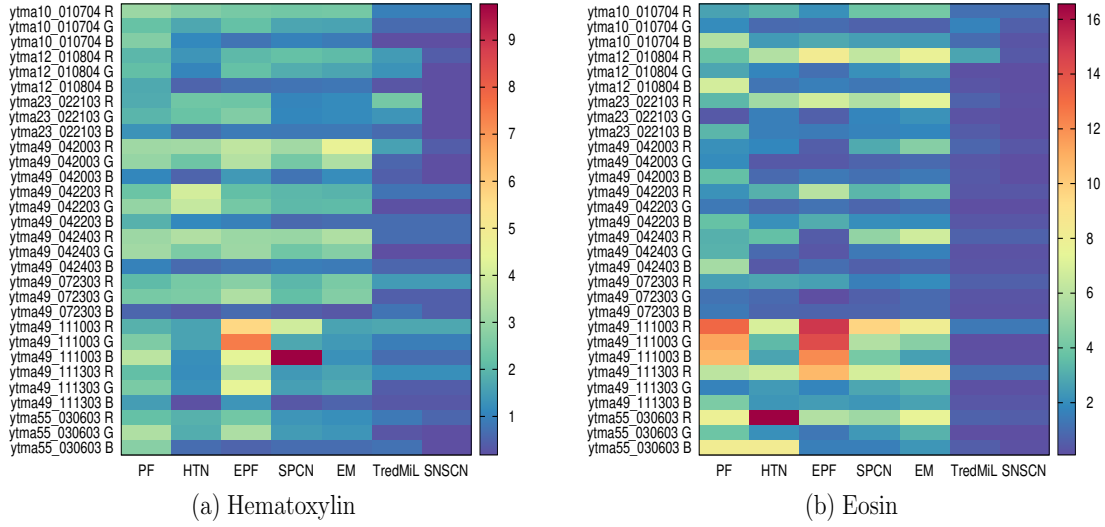 ytma10_010704 R
ytma10_010704 G
ytma10_010704 B
ytma12_010804 R
ytma12_010804 G
ytma12_010804 B
ytma23_022103 R
ytma23_022103 G
ytma23_022103 B
ytma49_042003 R
ytma49_042003 G
ytma49_042003 B
ytma49_042203 R
ytma49_042203 G
ytma49_042203 B
ytma49_042403 R
ytma49_042403 G
ytma49_042403 B
ytma49_072303 R
ytma49_072303 G
ytma49_072303 B
ytma49_111003 R
ytma49_111003 G
ytma49_111003 B
ytma49_111303 R
ytma49_111303 G
ytma49_111303 B
ytma55_030603 R
ytma55_030603 G
ytma55_030603 B
PF HTN EPF SPCN EM TredMiL SNSCN
9
8
7
6
5
4
3
2
1
(a) Hematoxylin
ytma10_010704 R
ytma10_010704 G
ytma10_010704 B
ytma12_010804 R
ytma12_010804 G
ytma12_010804 B
ytma23_022103 R
ytma23_022103 G
ytma23_022103 B
ytma49_042003 R
ytma49_042003 G
ytma49_042003 B
ytma49_042203 R
ytma49_042203 G
ytma49_042203 B
ytma49_042403 R
ytma49_042403 G
ytma49_042403 B
ytma49_072303 R
ytma49_072303 G
ytma49_072303 B
ytma49_111003 R
ytma49_111003 G
ytma49_111003 B
ytma49_111303 R
ytma49_111303 G
ytma49_111303 B
ytma55_030603 R
ytma55_030603 G
ytma55_030603 B
PF HTN EPF SPCN EM TredMiL SNSCN
16
14
12
10
8
6
4
2
(b) Eosin